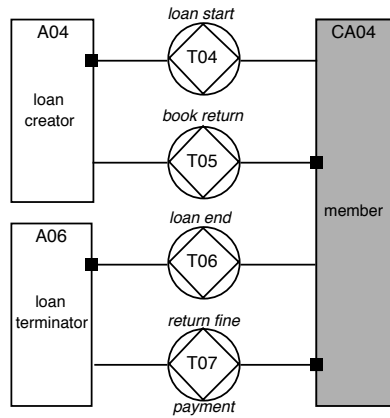 loan start
A04
T04
CA04
loan
creator
book return
T05
member
A06
loan end
T06
loan
terminator
return fine
T07
payment